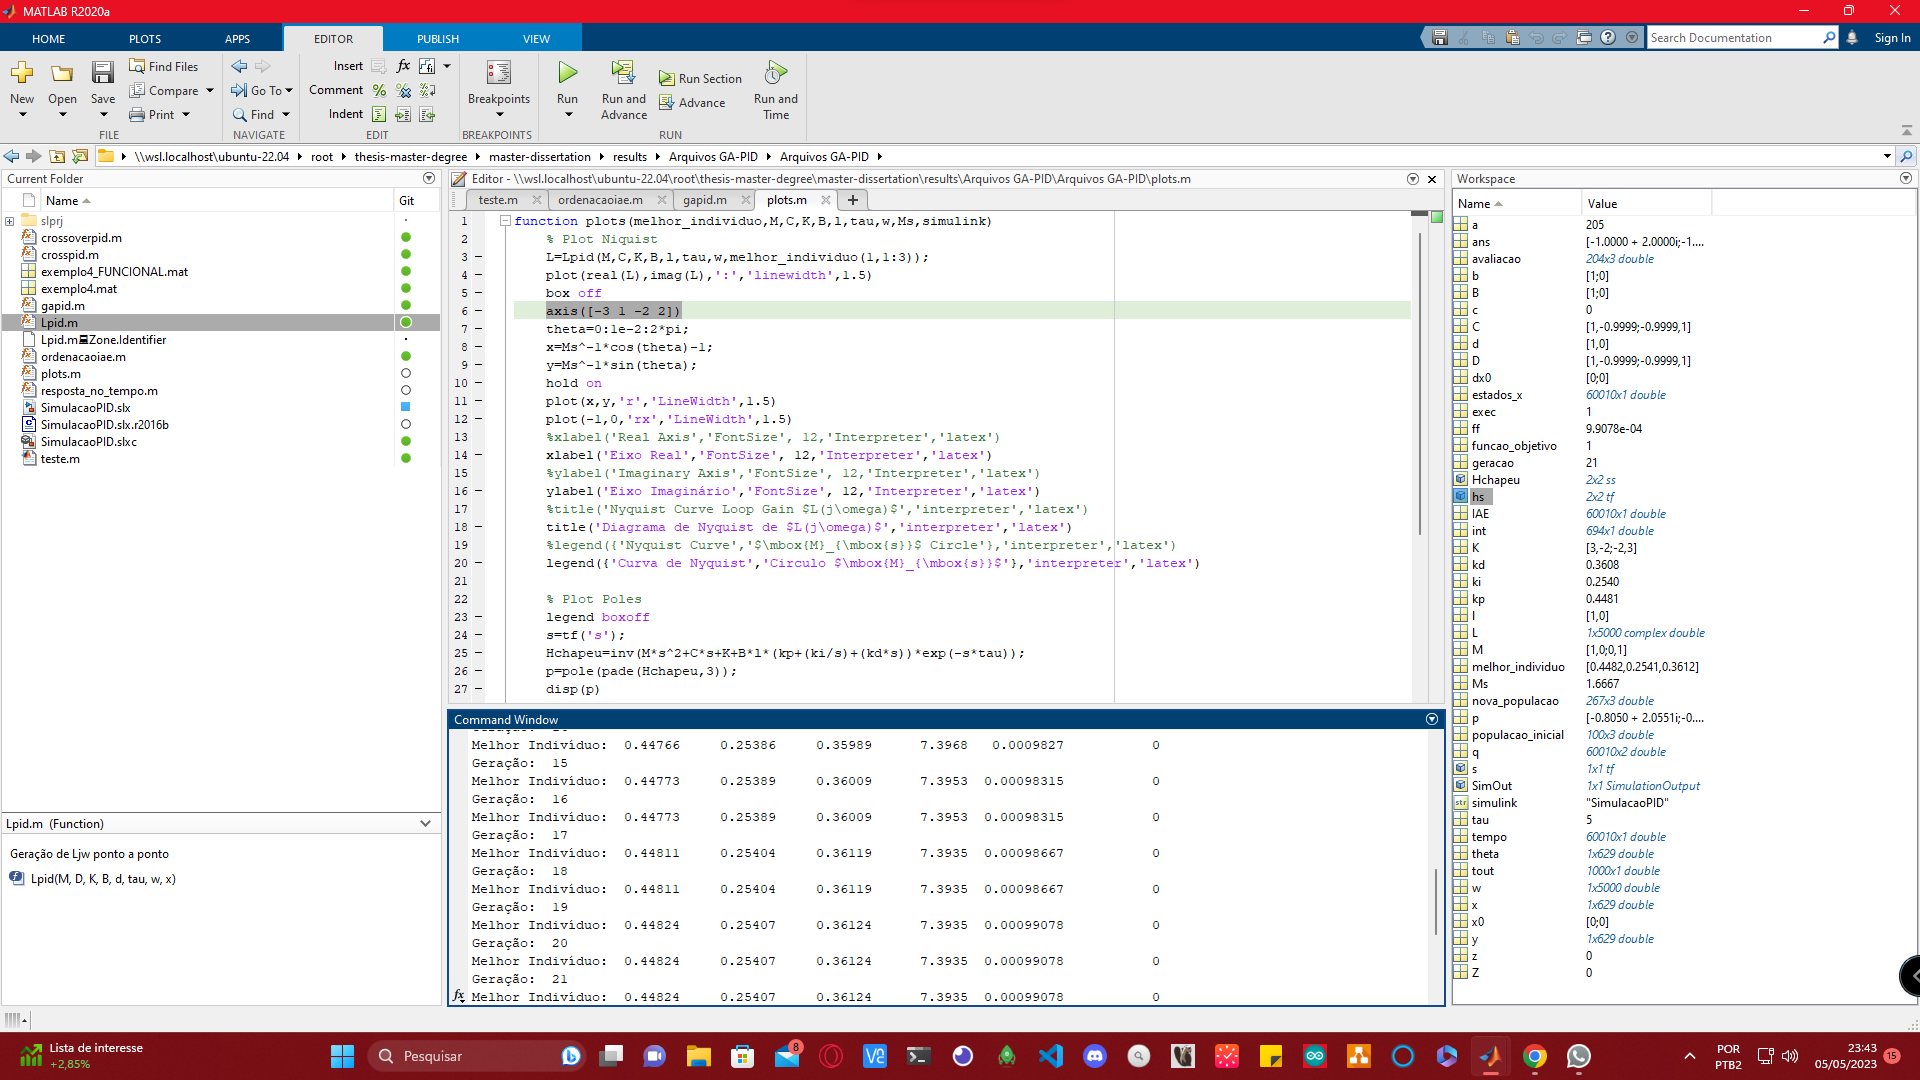 MATLAB R2020a
HOME PLOTS APPS EDITOR PUBLISH VIEW
Search Documentation
Sign In
New
Open
Save
Find Files
Compare
Print
FILE
Go To
Find
NAVIGATE
Insert
Comment
Indent
EDIT
Breakpoints
BREAKPOINTS
Run
Run and Advance
Run Section
Advance
Run and Time
RUN
\\wsl.localhost\ubuntu-22.04 root thesis-master-degree master-dissertation results Arquivos GA-PID Arquivos GA-PID
Current Folder
Name Git
slprj
crossoverpid.m
crosspid.m
exemplo4_FUNCIONAL.mat
exemplo4.mat
gapid.m
Lpid.m
Lpid.m Zone.Identifier
ordenacaoiae.m
plots.m
resposta_no_tempo.m
SimulacaoPID.slx
SimulacaoPID.slx.r2016b
SimulacaoPID.slxc
teste.m
Lpid.m (Function)
Geração de Ljw ponto a ponto
Lpid(M, D, K, B, d, tau, w, x)
Editor - \\wsl.localhost\ubuntu-22.04\root\thesis-master-degree\master-dissertation\results\Arquivos GA-PID\Arquivos GA-PID\plots.m
teste.m ordenacaoiae.m gapid.m plots.m
1 function plots(melhor_individuo,M,C,K,B,l,tau,w,Ms,simulink)
2 % Plot Niquist
3 L=Lpid(M,C,K,B,l,tau,w,melhor_individuo(1,1:3));
4 plot(real(L),imag(L),':','linewidth',1.5)
5 box off
6 axis([-3 1 -2 2])
7 theta=0:1e-2:2*pi;
8 x=Ms^-1*cos(theta)-1;
9 y=Ms^-1*sin(theta);
10 hold on
11 plot(x,y,'r','LineWidth',1.5)
12 plot(-1,0,'rx','LineWidth',1.5)
13 %xlabel('Real Axis','FontSize', 12,'Interpreter','latex')
14 xlabel('Eixo Real','FontSize', 12,'Interpreter','latex')
15 %ylabel('Imaginary Axis','FontSize', 12,'Interpreter','latex')
16 ylabel('Eixo Imaginário','FontSize', 12,'Interpreter','latex')
17 %title('Nyquist Curve Loop Gain $L(j\omega)$','interpreter','latex')
18 title('Diagrama de Nyquist de $L(j\omega)$','interpreter','latex')
19 %legend({'Nyquist Curve','$\mbox{M}_{\mbox{s}}$ Circle'},'interpreter','latex')
20 legend({'Curva de Nyquist','Circulo $\mbox{M}_{\mbox{s}}$'},'interpreter','latex')
21
22 % Plot Poles
23 legend boxoff
24 s=tf('s');
25 Hchapeu=inv(M*s^2+C*s+K+B*l*(kp+(ki/s)+(kd*s))*exp(-s*tau));
26 p=pole(pade(Hchapeu,3));
27 disp(p)
Command Window
Melhor Indivíduo: 0.44766 0.25386 0.35989 7.3968 0.0009827 0
Geração: 15
Melhor Indivíduo: 0.44773 0.25389 0.36009 7.3953 0.00098315 0
Geração: 16
Melhor Indivíduo: 0.44773 0.25389 0.36009 7.3953 0.00098315 0
Geração: 17
Melhor Indivíduo: 0.44811 0.25404 0.36119 7.3935 0.00098667 0
Geração: 18
Melhor Indivíduo: 0.44811 0.25404 0.36119 7.3935 0.00098667 0
Geração: 19
Melhor Indivíduo: 0.44824 0.25407 0.36124 7.3935 0.00099078 0
Geração: 20
Melhor Indivíduo: 0.44824 0.25407 0.36124 7.3935 0.00099078 0
Geração: 21
Melhor Indivíduo: 0.44824 0.25407 0.36124 7.3935 0.00099078 0
Workspace
Name Value
a 205
ans [-1.0000 + 2.0000i;-1....
avaliacao 204x3 double
b [1;0]
B [1;0]
c 0
C [1,-0.9999;-0.9999,1]
d [1,0]
D [1,-0.9999;-0.9999,1]
dx0 [0;0]
estados_x 60010x1 double
exec 1
ff 9.9078e-04
funcao_objetivo 1
geracao 21
Hchapeu 2x2 ss
hs 2x2 tf
IAE 60010x1 double
int 694x1 double
K [3,-2;-2,3]
kd 0.3608
ki 0.2540
kp 0.4481
l [1,0]
L 1x5000 complex double
M [1,0;0,1]
melhor_individuo [0.4482,0.2541,0.3612]
Ms 1.6667
nova_populacao 267x3 double
p [-0.8050 + 2.0551i;-0....
populacao_inicial 100x3 double
q 60010x2 double
s 1x1 tf
SimOut 1x1 SimulationOutput
simulink "SimulacaoPID"
tau 5
tempo 60010x1 double
theta 1x629 double
tout 1000x1 double
w 1x5000 double
x 1x629 double
x0 [0;0]
y 1x629 double
z 0
Z 0
Lista de interesse
+2,85%
Pesquisar
8
POR
PTB2
23:43
05/05/2023
15